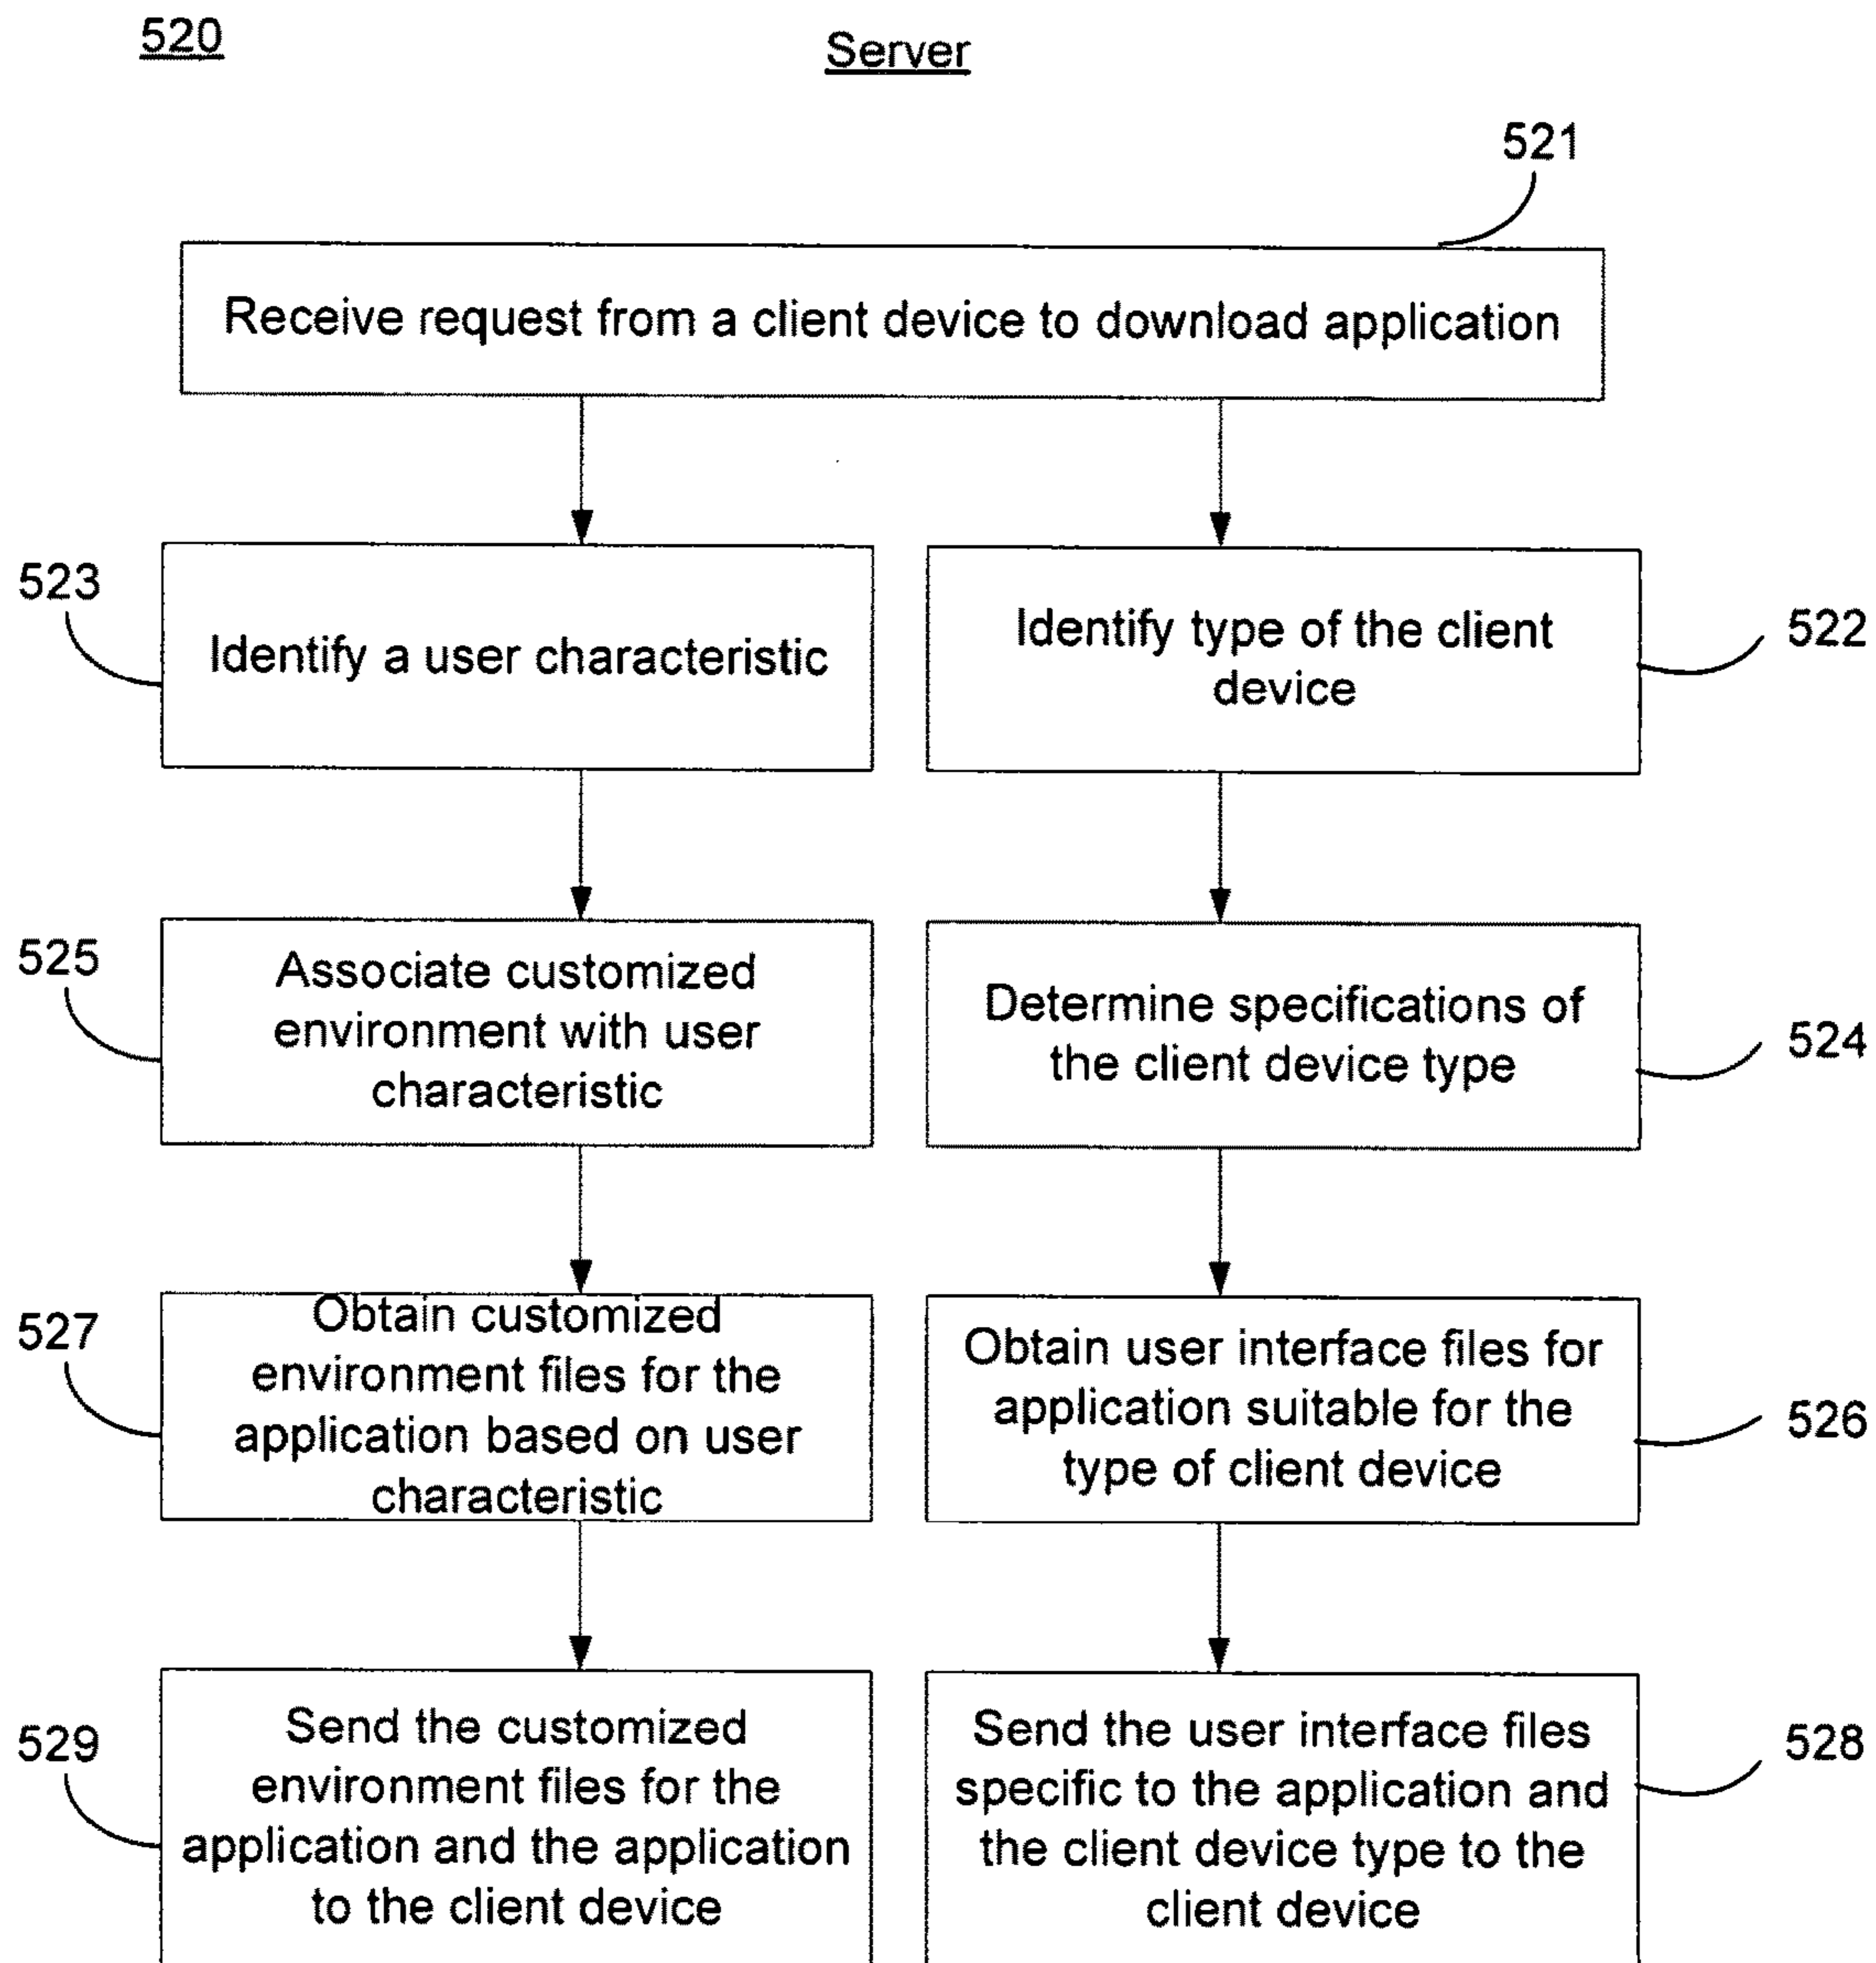 520
Server
521
Receive request from a client device to download application
523
Identify a user characteristic
Identify type of the client
device
522
525
Associate customized
environment with user
characteristic
Determine specifications of
the client device type
524
527
Obtain customized
environment files for the
application based on user
characteristic
Obtain user interface files for
application suitable for the
type of client device
526
529
Send the customized
environment files for the
application and the application
to the client device
Send the user interface files
specific to the application and
the client device type to the
client device
528